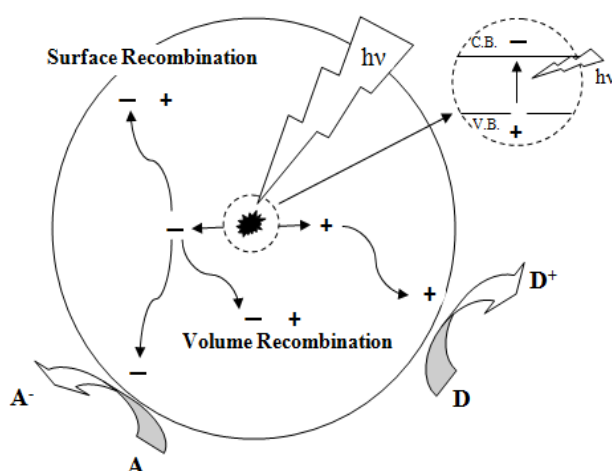 C.B.
−
Surface Recombination
hν
hν
− +
V.B.
+
− +
+
D⁺
− +
Volume Recombination
−
A⁻
D
A